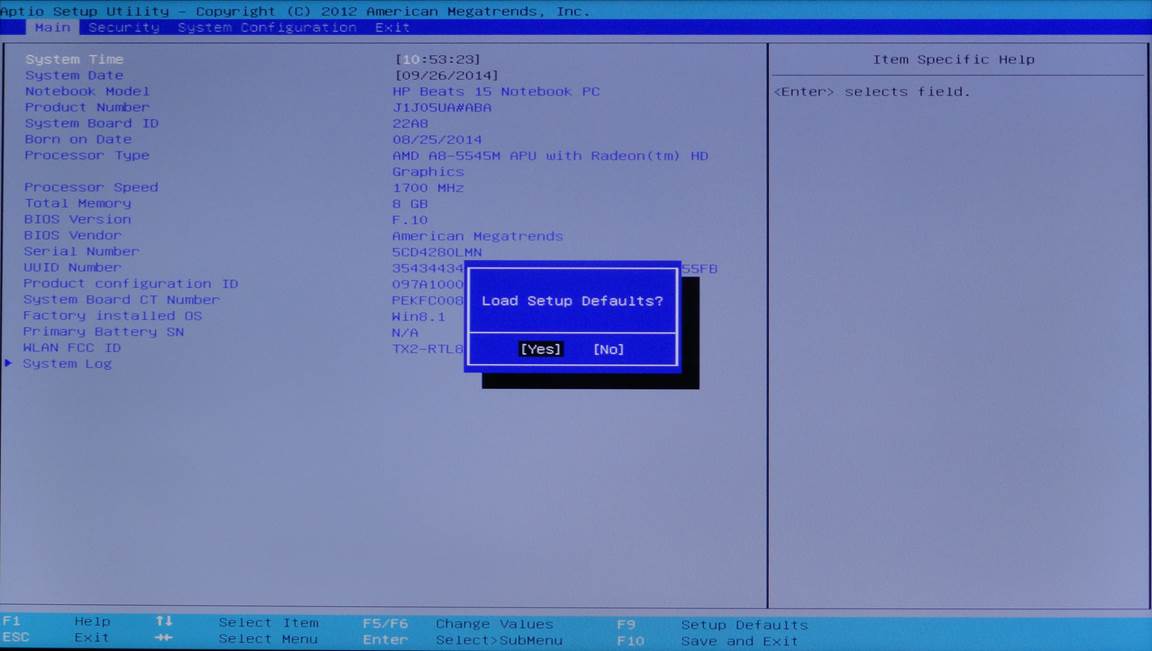 Aptio Setup Utility – Copyright (C) 2012 American Megatrends, Inc.
Main Security System Configuration Exit
System Time [10:53:23]
System Date [09/26/2014]
Notebook Model HP Beats 15 Notebook PC
Product Number J1J05UA#ABA
System Board ID 22A8
Born on Date 08/25/2014
Processor Type AMD A8-5545M APU with Radeon(tm) HD
Graphics
Processor Speed 1700 MHz
Total Memory 8 GB
BIOS Version F.10
BIOS Vendor American Megatrends
Serial Number 5CD4280LMN
UUID Number 35434434 55FB
Product configuration ID 097A1000
System Board CT Number PEKFC008
Factory installed OS Win8.1
Primary Battery SN N/A
WLAN FCC ID TX2-RTL8
System Log
Load Setup Defaults?
[Yes] [No]
Item Specific Help
<Enter> selects field.
F1 Help ↑↓ Select Item F5/F6 Change Values F9 Setup Defaults
ESC Exit →← Select Menu Enter Select>SubMenu F10 Save and Exit